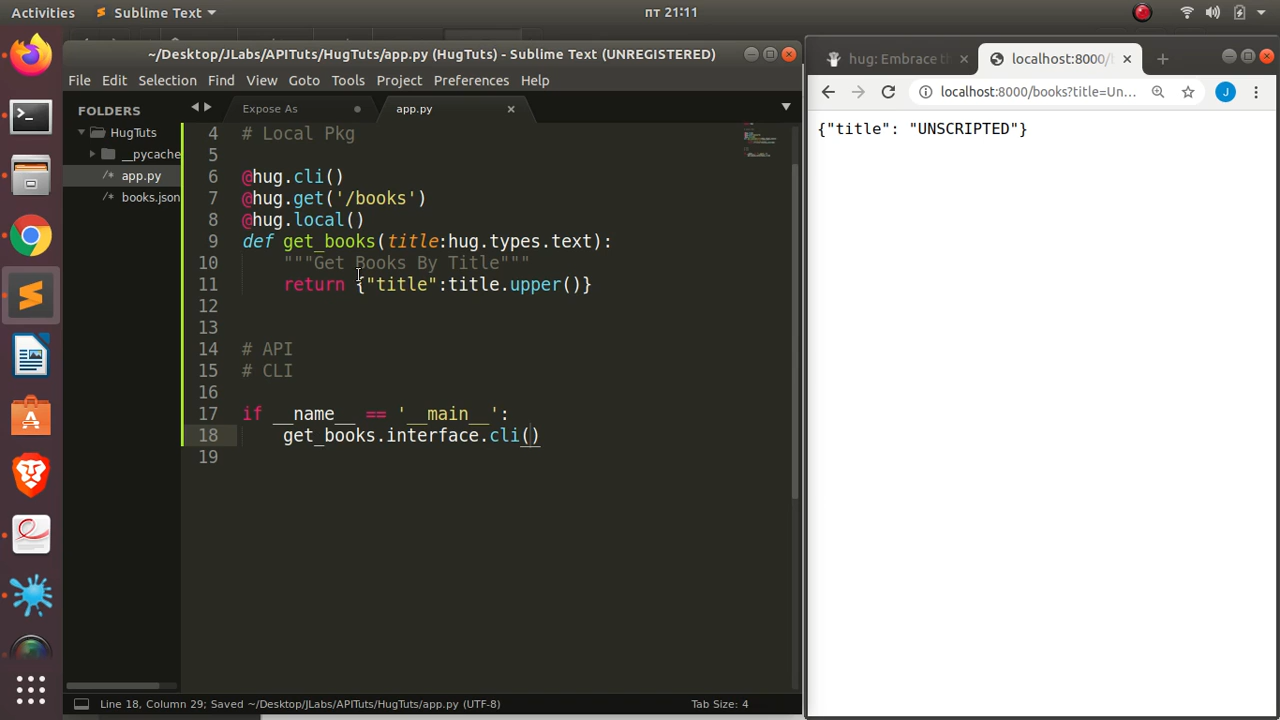 Activities
Sublime Text
пт 21:11
~/Desktop/JLabs/APITuts/HugTuts/app.py (HugTuts) - Sublime Text (UNREGISTERED)
File Edit Selection Find View Goto Tools Project Preferences Help
FOLDERS
HugTuts
__pycache
app.py
books.json
Expose As
app.py
4 # Local Pkg
5
6 @hug.cli()
7 @hug.get('/books')
8 @hug.local()
9 def get_books(title:hug.types.text):
10 """Get Books By Title"""
11 return {"title":title.upper()}
12
13
14 # API
15 # CLI
16
17 if __name__ == '__main__':
18 get_books.interface.cli()
19
Line 18, Column 29; Saved ~/Desktop/JLabs/APITuts/HugTuts/app.py (UTF-8)
Tab Size: 4
hug: Embrace th
localhost:8000/
localhost:8000/books?title=Un...
J
{"title": "UNSCRIPTED"}